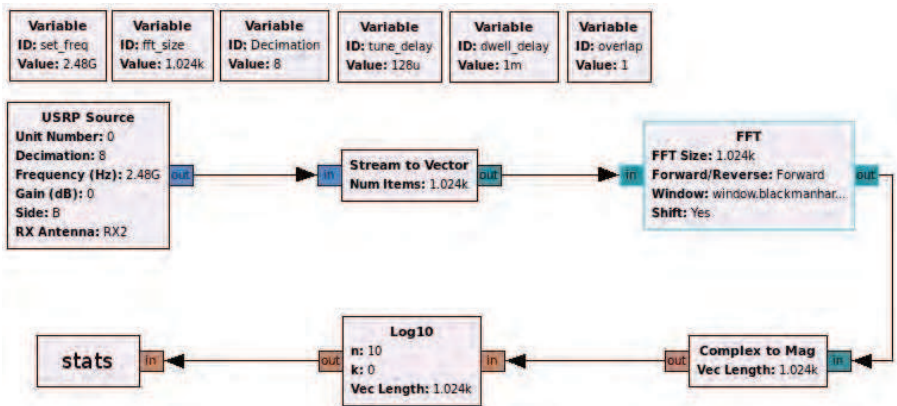 Variable
ID: set_freq
Value: 2.48G
Variable
ID: fft_size
Value: 1.024k
Variable
ID: Decimation
Value: 8
Variable
ID: tune_delay
Value: 128u
Variable
ID: dwell_delay
Value: 1m
Variable
ID: overlap
Value: 1
USRP Source
Unit Number: 0
Decimation: 8
Frequency (Hz): 2.48G
Gain (dB): 0
Side: B
RX Antenna: RX2
out
in
Stream to Vector
Num Items: 1.024k
out
in
FFT
FFT Size: 1.024k
Forward/Reverse: Forward
Window: window.blackmanhar...
Shift: Yes
out
stats
in
out
Log10
n: 10
k: 0
Vec Length: 1.024k
in
out
Complex to Mag
Vec Length: 1.024k
in